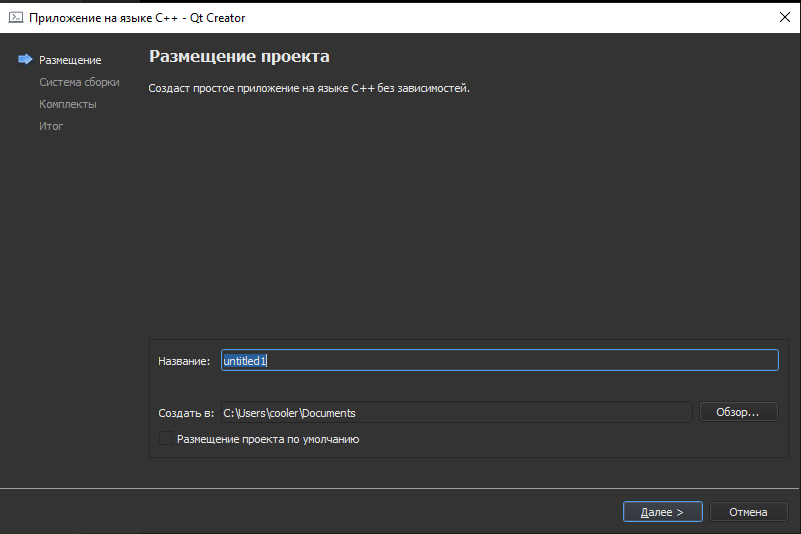 Приложение на языке C++ - Qt Creator
Размещение
Система сборки
Комплекты
Итог
Размещение проекта
Создаст простое приложение на языке C++ без зависимостей.
Название: untitled1
Создать в: C:\Users\cooler\Documents Обзор...
Размещение проекта по умолчанию
Далее > Отмена